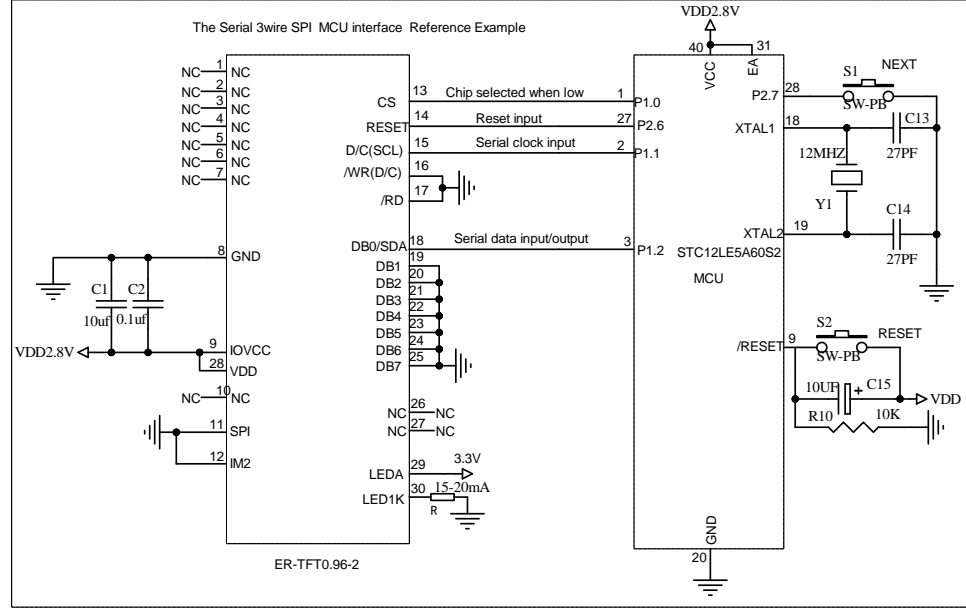 The Serial 3wire SPI MCU interface Reference Example
NC 1 NC
NC 2 NC
NC 3 NC
NC 4 NC
NC 5 NC
NC 6 NC
NC 7 NC
8 GND
C1 C2
10uf 0.1uf
VDD2.8V 9 IOVCC
28 VDD
NC 10 NC
11 SPI
12 IM2
CS 13 Chip selected when low 1 P1.0
RESET 14 Reset input 27 P2.6
D/C(SCL) 15 Serial clock input 2 P1.1
/WR(D/C) 16
/RD 17
DB0/SDA 18 Serial data input/output 3 P1.2
DB1 19
DB2 20
DB3 21
DB4 22
DB5 23
DB6 24
DB7 25
NC 26 NC
NC 27 NC
LEDA 29 3.3V
LED1K 30 15-20mA
R
ER-TFT0.96-2
VDD2.8V
40 31
VCC EA
P2.7 28 S1 NEXT
SW-PB
XTAL1 18 C13
27PF
12MHZ
Y1
XTAL2 19 C14
27PF
STC12LE5A60S2
MCU
/RESET 9 S2 RESET
SW-PB
10UF + C15
VDD
R10 10K
GND
20